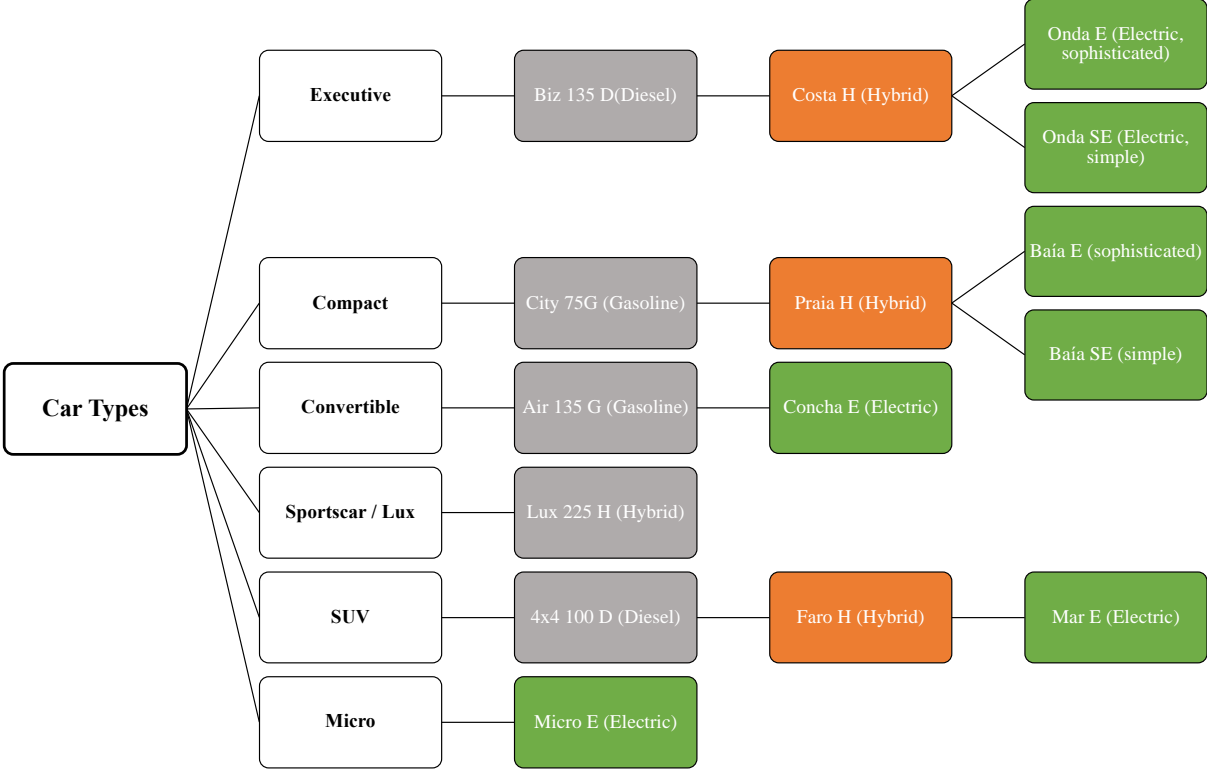 Car Types
Executive
Biz 135 D(Diesel)
Costa H (Hybrid)
Onda E (Electric,
sophisticated)
Onda SE (Electric,
simple)
Compact
City 75G (Gasoline)
Praia H (Hybrid)
Baía E (sophisticated)
Baía SE (simple)
Convertible
Air 135 G (Gasoline)
Concha E (Electric)
Sportscar / Lux
Lux 225 H (Hybrid)
SUV
4x4 100 D (Diesel)
Faro H (Hybrid)
Mar E (Electric)
Micro
Micro E (Electric)